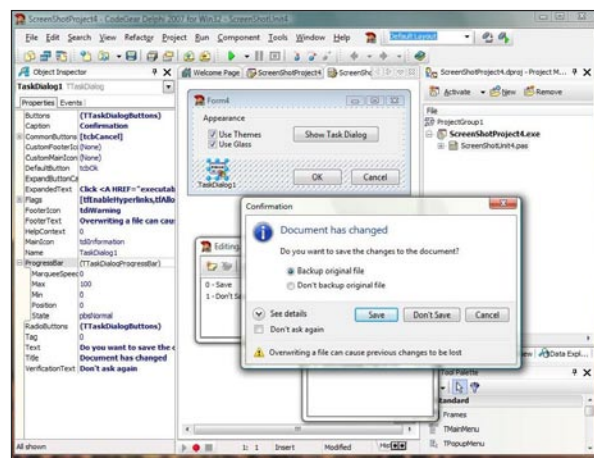 ScreenShotProject4 - CodeGear Delphi 2007 for Win32 - ScreenShotUnit4
File Edit Search View Refactor Project Run Component Tools Window Help Default Layout
Object Inspector
TaskDialog1 TTaskDialog
Properties Events
Buttons (TTaskDialogButtons)
Caption Confirmation
CommonButtons [tcbCancel]
CustomFooterIc (None)
CustomMainIcon (None)
DefaultButton tcbOk
ExpandButtonCa
ExpandedText Click <A HREF="executab
Flags [tfEnableHyperlinks,tfAllo
FooterIcon tdiWarning
FooterText Overwriting a file can cau
HelpContext 0
MainIcon tdiInformation
Name TaskDialog1
ProgressBar (TTaskDialogProgressBar)
MarqueeSpeed 0
Max 100
Min 0
Position 0
State pbsNormal
RadioButtons (TTaskDialogButtons)
Tag 0
Text Do you want to save the c
Title Document has changed
VerificationText Don't ask again
All shown
Welcome Page ScreenShotProject4 ScreenSho
Form4
Appearance
Use Themes
Use Glass
Show Task Dialog
TaskDialog1
OK Cancel
Editing
0 - Save
1 - Don't Sa
Confirmation
Document has changed
Do you want to save the changes to the document?
Backup original file
Don't backup original file
See details
Save Don't Save Cancel
Don't ask again
Overwriting a file can cause previous changes to be lost
1: 1 Insert Modified
ScreenShotProject4.dproj - Project M...
Activate New Remove
File
ProjectGroup1
ScreenShotProject4.exe
ScreenShotUnit4.pas
Data Expl...
Tool Palette
Standard
Frames
TMainMenu
TPopupMenu